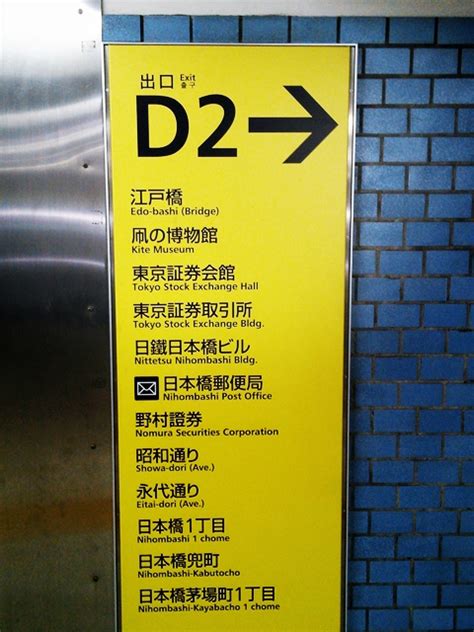 出口 Exit
출구
D2→
江戸橋
Edo-bashi (Bridge)
凧の博物館
Kite Museum
東京証券会館
Tokyo Stock Exchange Hall
東京証券取引所
Tokyo Stock Exchange Bldg.
日鐵日本橋ビル
Nittetsu Nihombashi Bldg.
日本橋郵便局
Nihombashi Post Office
野村證券
Nomura Securities Corporation
昭和通り
Showa-dori (Ave.)
永代通り
Eitai-dori (Ave.)
日本橋1丁目
Nihombashi 1 chome
日本橋兜町
Nihombashi-Kabutocho
日本橋茅場町1丁目
Nihombashi-Kayabacho 1 chome